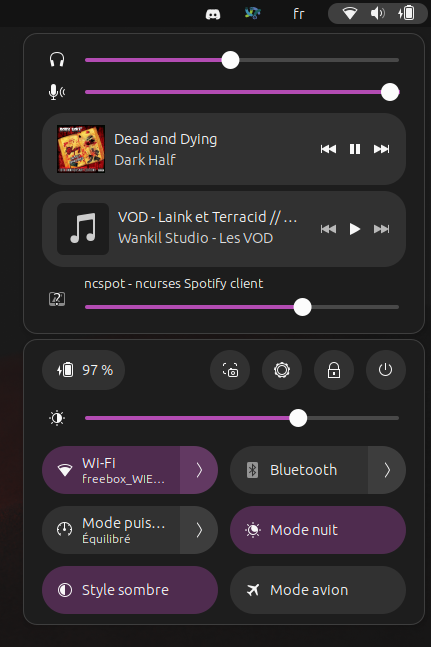 fr
Dead and Dying
Dark Half
VOD - Laink et Terracid // ...
Wankil Studio - Les VOD
ncspot - ncurses Spotify client
97 %
Wi-Fi
freebox_WIE...
Bluetooth
Mode puis...
Équilibré
Mode nuit
Style sombre
Mode avion